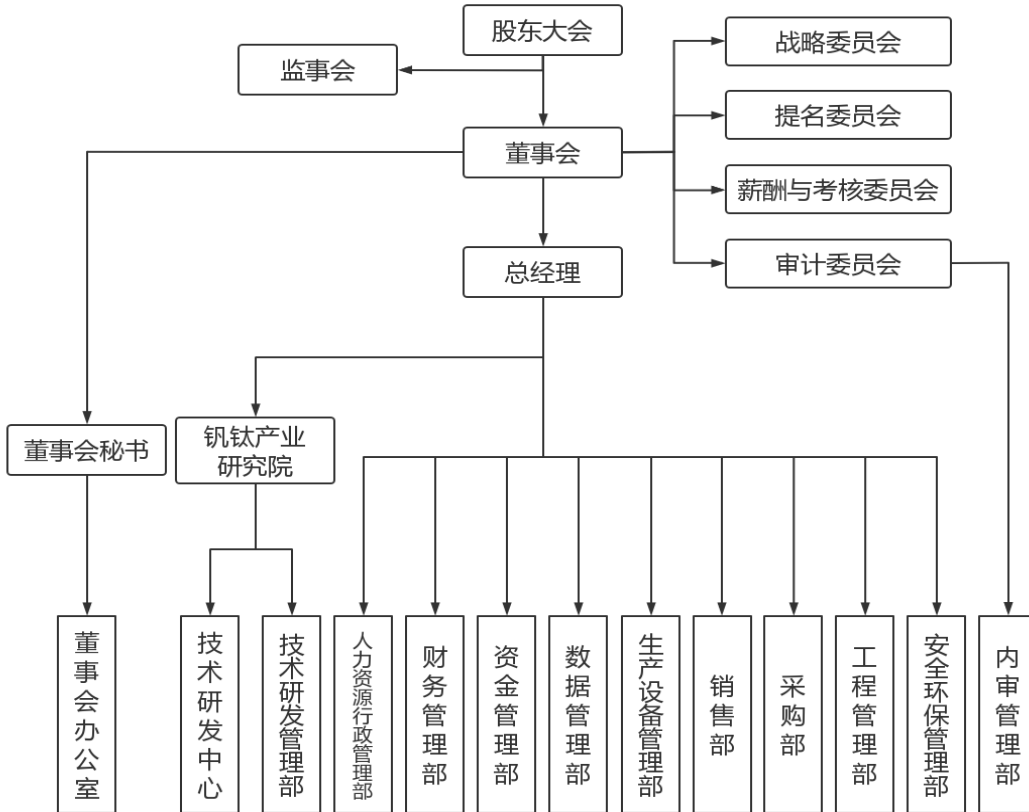 股东大会
战略委员会
监事会
提名委员会
董事会
薪酬与考核委员会
审计委员会
总经理
董事会秘书
钒钛产业
研究院
董事会办公室
技术研发中心
技术研发管理部
人力资源行政管理部
财务管理部
资金管理部
数据管理部
生产设备管理部
销售部
采购部
工程管理部
安全环保管理部
内审管理部